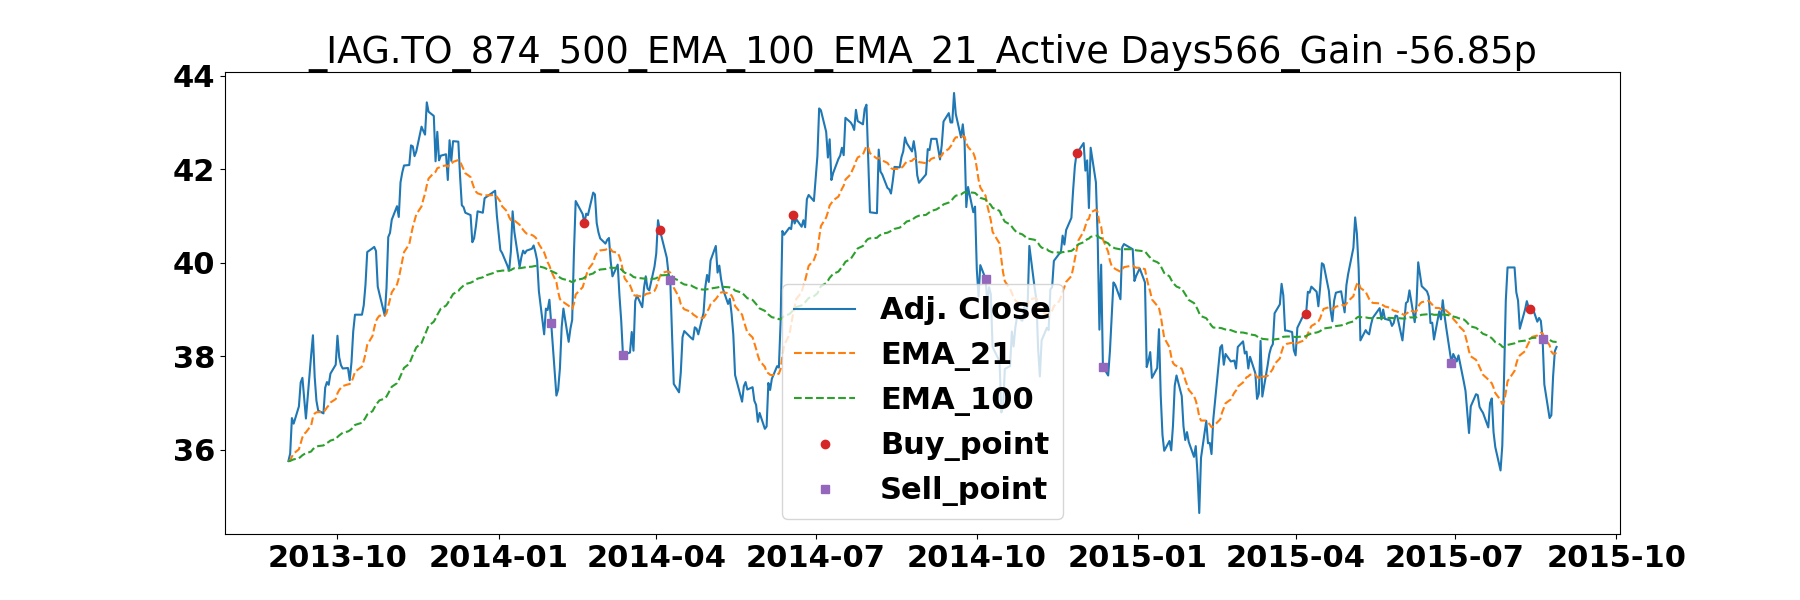 _IAG.TO_874_500_EMA_100_EMA_21_Active Days566_Gain -56.85p
44
42
40
38
36
Adj. Close
EMA_21
EMA_100
Buy_point
Sell_point
2013-10 2014-01 2014-04 2014-07 2014-10 2015-01 2015-04 2015-07 2015-10